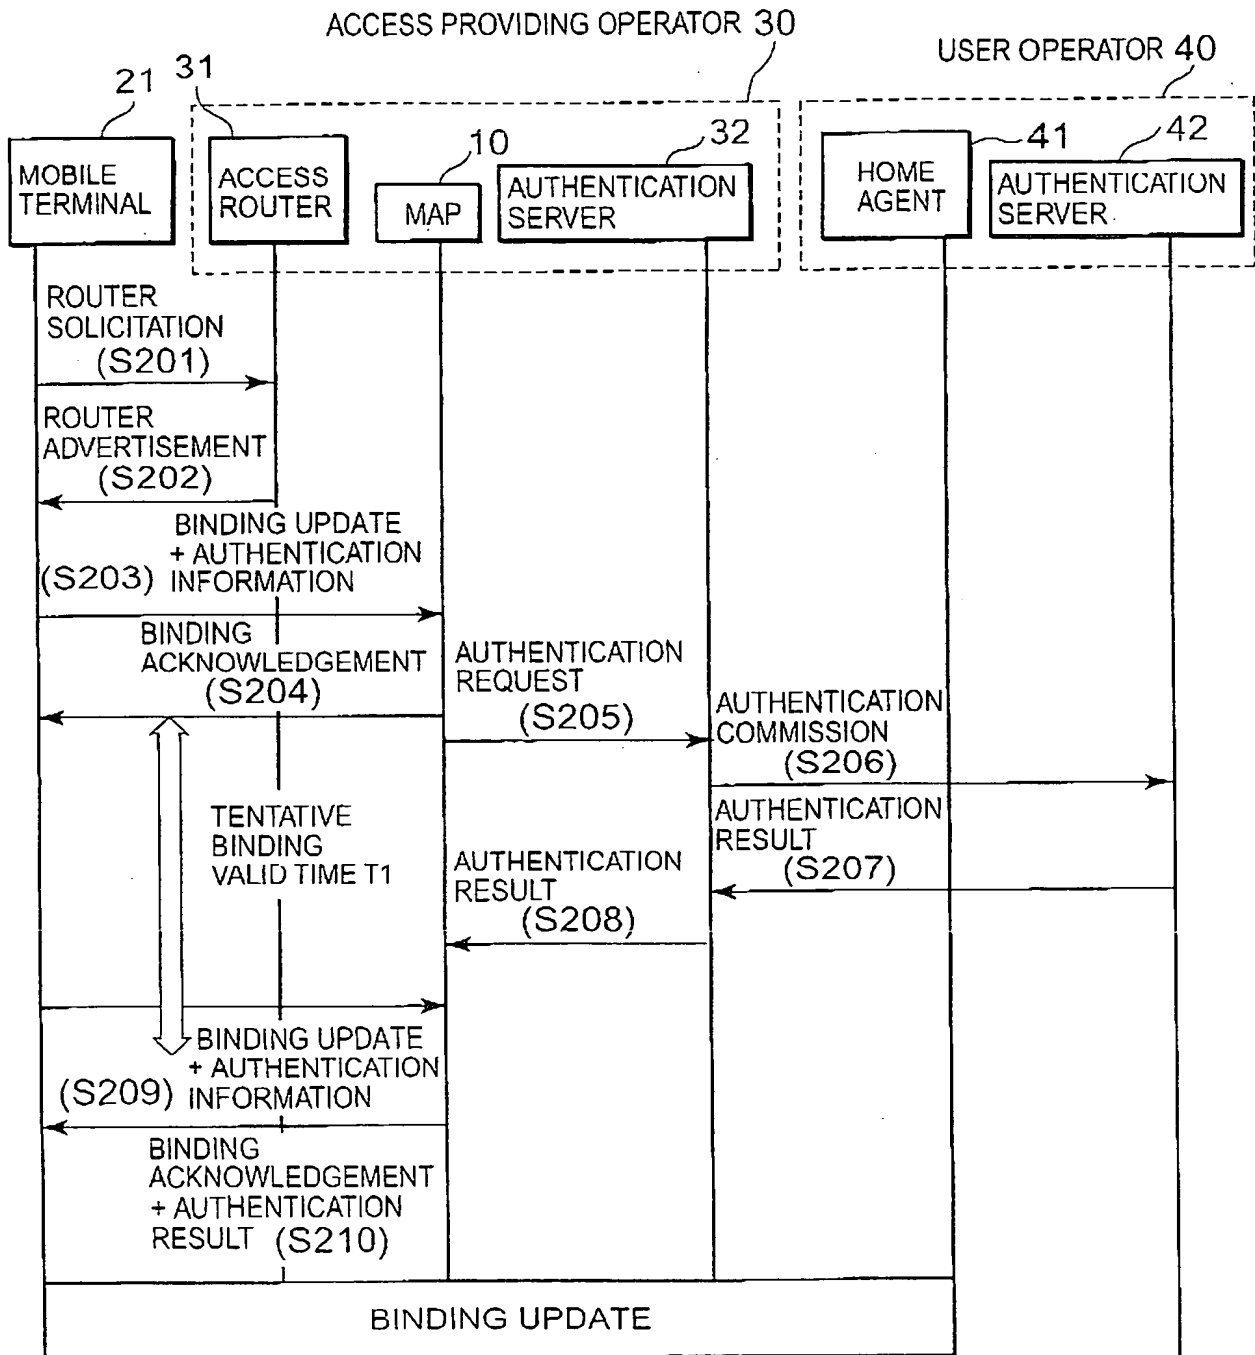 ACCESS PROVIDING OPERATOR 30
USER OPERATOR 40
21
31
10
32
41
42
MOBILE
TERMINAL
ACCESS
ROUTER
MAP
AUTHENTICATION
SERVER
HOME
AGENT
AUTHENTICATION
SERVER
ROUTER
SOLICITATION
(S201)
ROUTER
ADVERTISEMENT
(S202)
BINDING UPDATE
+ AUTHENTICATION
(S203) INFORMATION
BINDING
ACKNOWLEDGEMENT
(S204)
AUTHENTICATION
REQUEST
(S205)
AUTHENTICATION
COMMISSION
(S206)
TENTATIVE
BINDING
VALID TIME T1
AUTHENTICATION
RESULT
(S207)
AUTHENTICATION
RESULT
(S208)
BINDING UPDATE
+ AUTHENTICATION
(S209) INFORMATION
BINDING
ACKNOWLEDGEMENT
+ AUTHENTICATION
RESULT (S210)
BINDING UPDATE